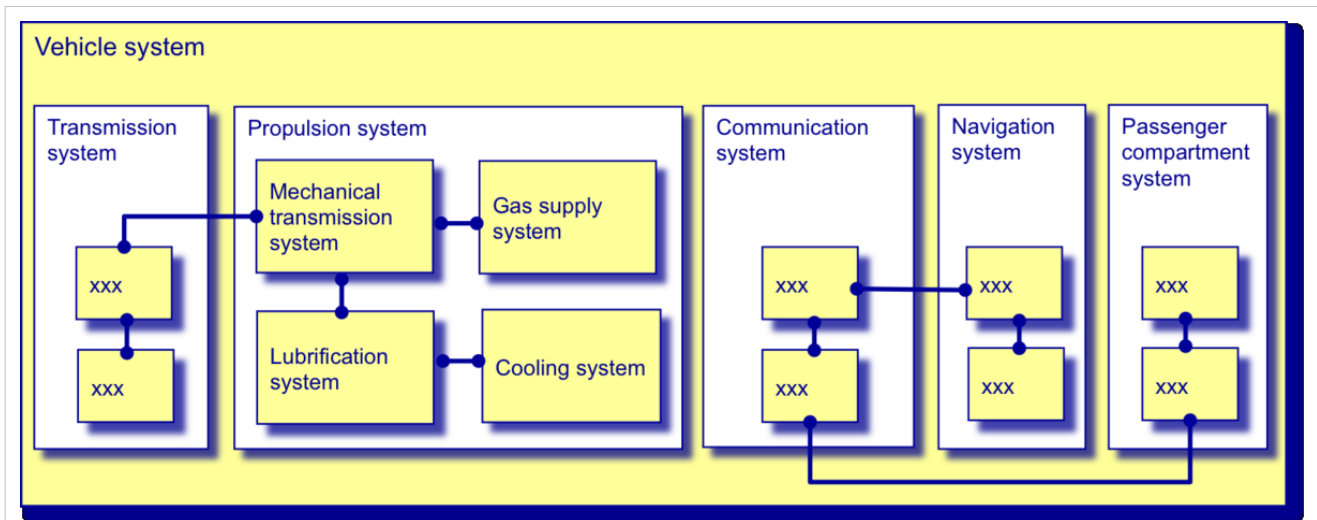 Vehicle system
Transmission
system
xxx
xxx
Propulsion system
Mechanical
transmission
system
Gas supply
system
Lubrification
system
Cooling system
Communication
system
xxx
xxx
Navigation
system
xxx
xxx
Passenger
compartment
system
xxx
xxx